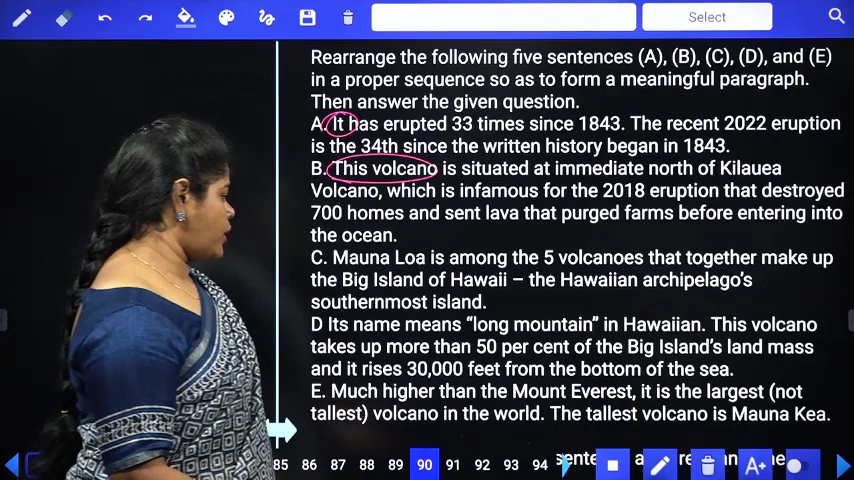 Select
Rearrange the following five sentences (A), (B), (C), (D), and (E)
in a proper sequence so as to form a meaningful paragraph.
Then answer the given question.
A. It has erupted 33 times since 1843. The recent 2022 eruption
is the 34th since the written history began in 1843.
B. This volcano is situated at immediate north of Kilauea
Volcano, which is infamous for the 2018 eruption that destroyed
700 homes and sent lava that purged farms before entering into
the ocean.
C. Mauna Loa is among the 5 volcanoes that together make up
the Big Island of Hawaii – the Hawaiian archipelago's
southernmost island.
D Its name means “long mountain” in Hawaiian. This volcano
takes up more than 50 per cent of the Big Island's land mass
and it rises 30,000 feet from the bottom of the sea.
E. Much higher than the Mount Everest, it is the largest (not
tallest) volcano in the world. The tallest volcano is Mauna Kea.
85 86 87 88 89 90 91 92 93 94 A+